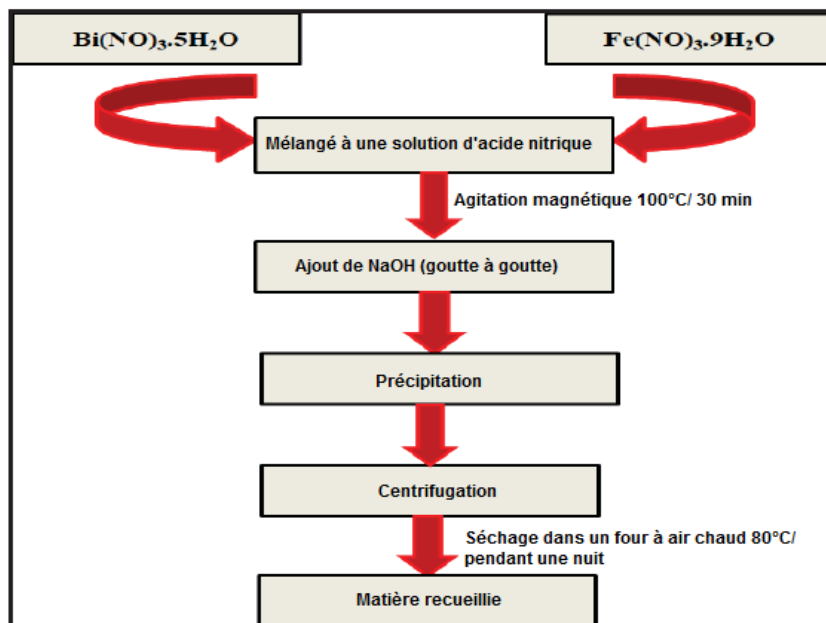 Bi(NO)₃.5H₂O
Fe(NO)₃.9H₂O
Mélangé à une solution d'acide nitrique
Agitation magnétique 100°C/ 30 min
Ajout de NaOH (goutte à goutte)
Précipitation
Centrifugation
Séchage dans un four à air chaud 80°C/
pendant une nuit
Matière recueillie